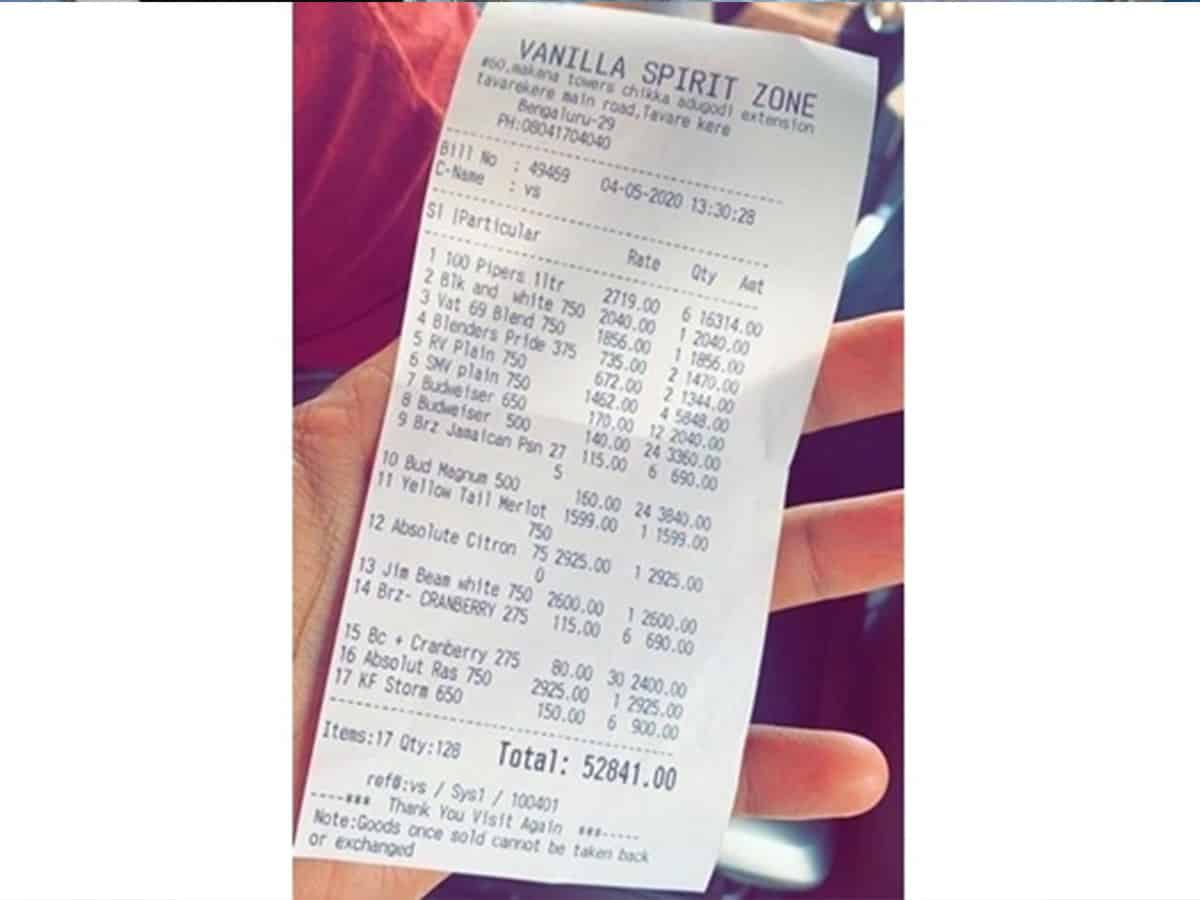 VANILLA SPIRIT ZONE
#60,makana towers chikka adugodi extension
tavarekere main road,Tavare kere
Bengaluru-29
PH:08041704040
Bill No : 49469 04-05-2020 13:30:28
C-Name : vs
Sl |Particular Rate Qty Amt
1 100 Pipers 1ltr 2719.00 6 16314.00
2 Blk and white 750 2040.00 1 2040.00
3 Vat 69 Blend 750 1856.00 1 1856.00
4 Blenders Pride 375 735.00 2 1470.00
5 RV Plain 750 672.00 2 1344.00
6 SMV plain 750 1462.00 4 5848.00
7 Budweiser 650 170.00 12 2040.00
8 Budweiser 500 140.00 24 3360.00
9 Brz Jamaican Psn 27 115.00 6 690.00
5
10 Bud Magnum 500 160.00 24 3840.00
11 Yellow Tail Merlot 1599.00 1 1599.00
750
12 Absolute Citron 75 2925.00 1 2925.00
0
13 Jim Beam white 750 2600.00 1 2600.00
14 Brz- CRANBERRY 275 115.00 6 690.00
15 Bc + Cranberry 275 80.00 30 2400.00
16 Absolut Ras 750 2925.00 1 2925.00
17 KF Storm 650 150.00 6 900.00
Items:17 Qty:128 Total: 52841.00
ref@:vs / Sys1 / 100401
----### Thank You Visit Again ###-----
Note:Goods once sold cannot be taken back
or exchanged